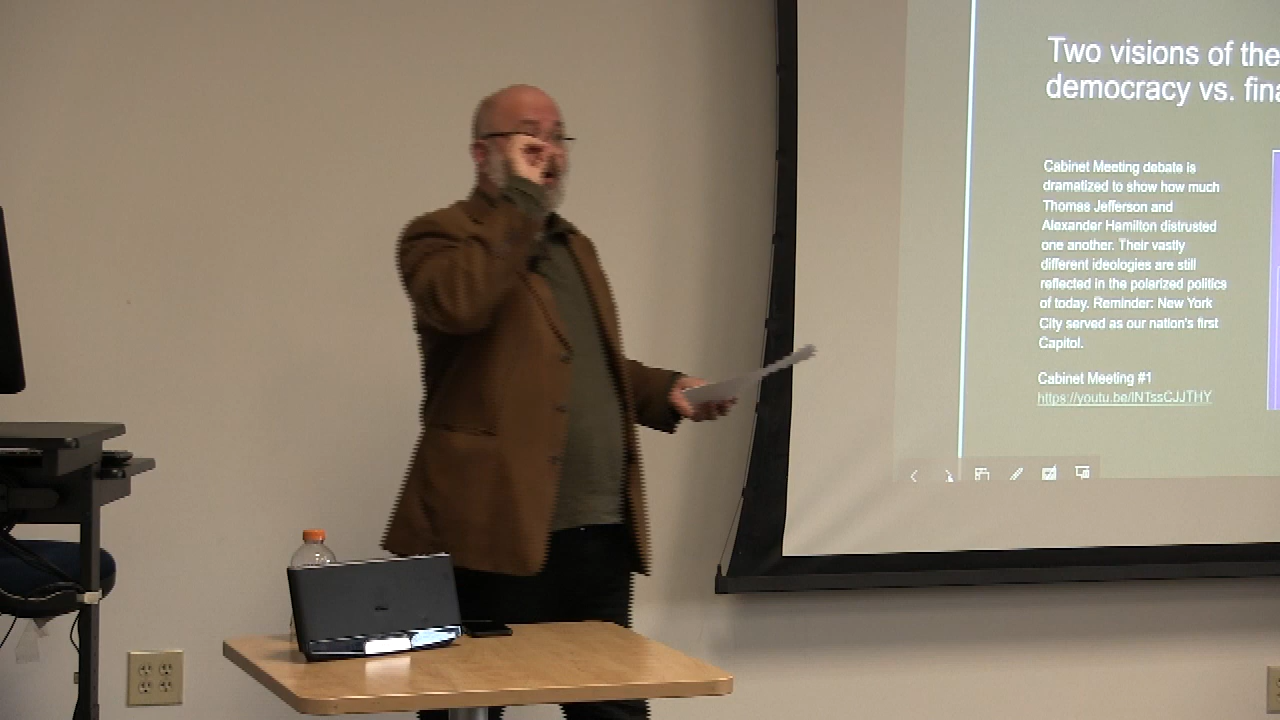 Two visions of the
democracy vs.
Cabinet Meeting debate is
dramatized to show how much
Thomas Jefferson and
Alexander Hamilton distrusted
one another. Their vastly
different ideologies are still
reflected in the polarized politics
of today. Reminder: New York
City served as our nation's first
Capitol.
Cabinet Meeting #1
https://youtu.be/lNTssCJJTHY